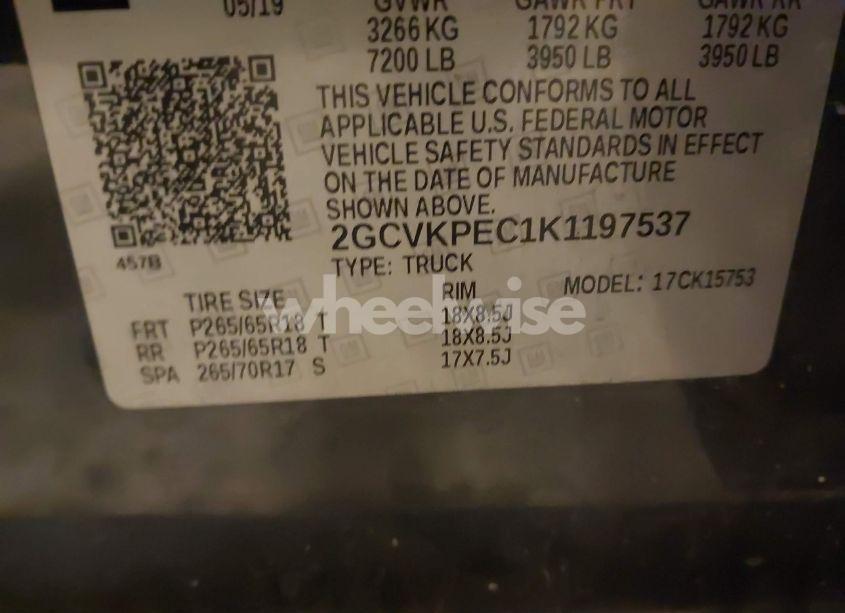 05/19 GVWR GAWR FRT GAWR RR
3266 KG 1792 KG 1792 KG
7200 LB 3950 LB 3950 LB
THIS VEHICLE CONFORMS TO ALL
APPLICABLE U.S. FEDERAL MOTOR
VEHICLE SAFETY STANDARDS IN EFFECT
ON THE DATE OF MANUFACTURE
SHOWN ABOVE.
2GCVKPEC1K1197537
457B TYPE: TRUCK
TIRE SIZE RIM MODEL: 17CK15753
FRT P265/65R18 T 18X8.5J
RR P265/65R18 T 18X8.5J
SPA 265/70R17 S 17X7.5J
wheelwise